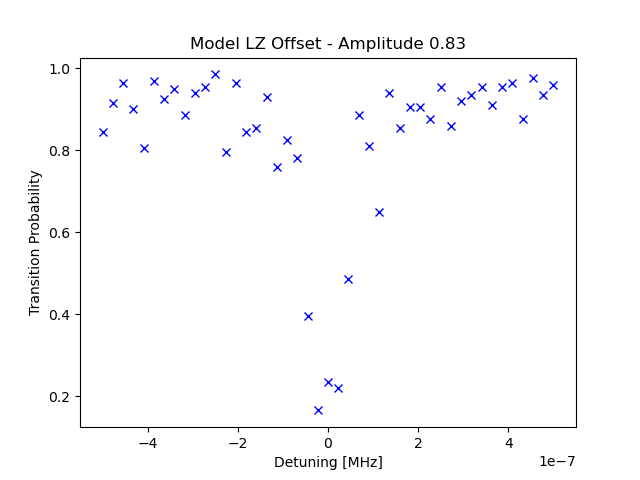 Model LZ Offset - Amplitude 0.83
1.0
0.8
0.6
0.4
0.2
Transition Probability
−4
−2
0
2
4
1e−7
Detuning [MHz]